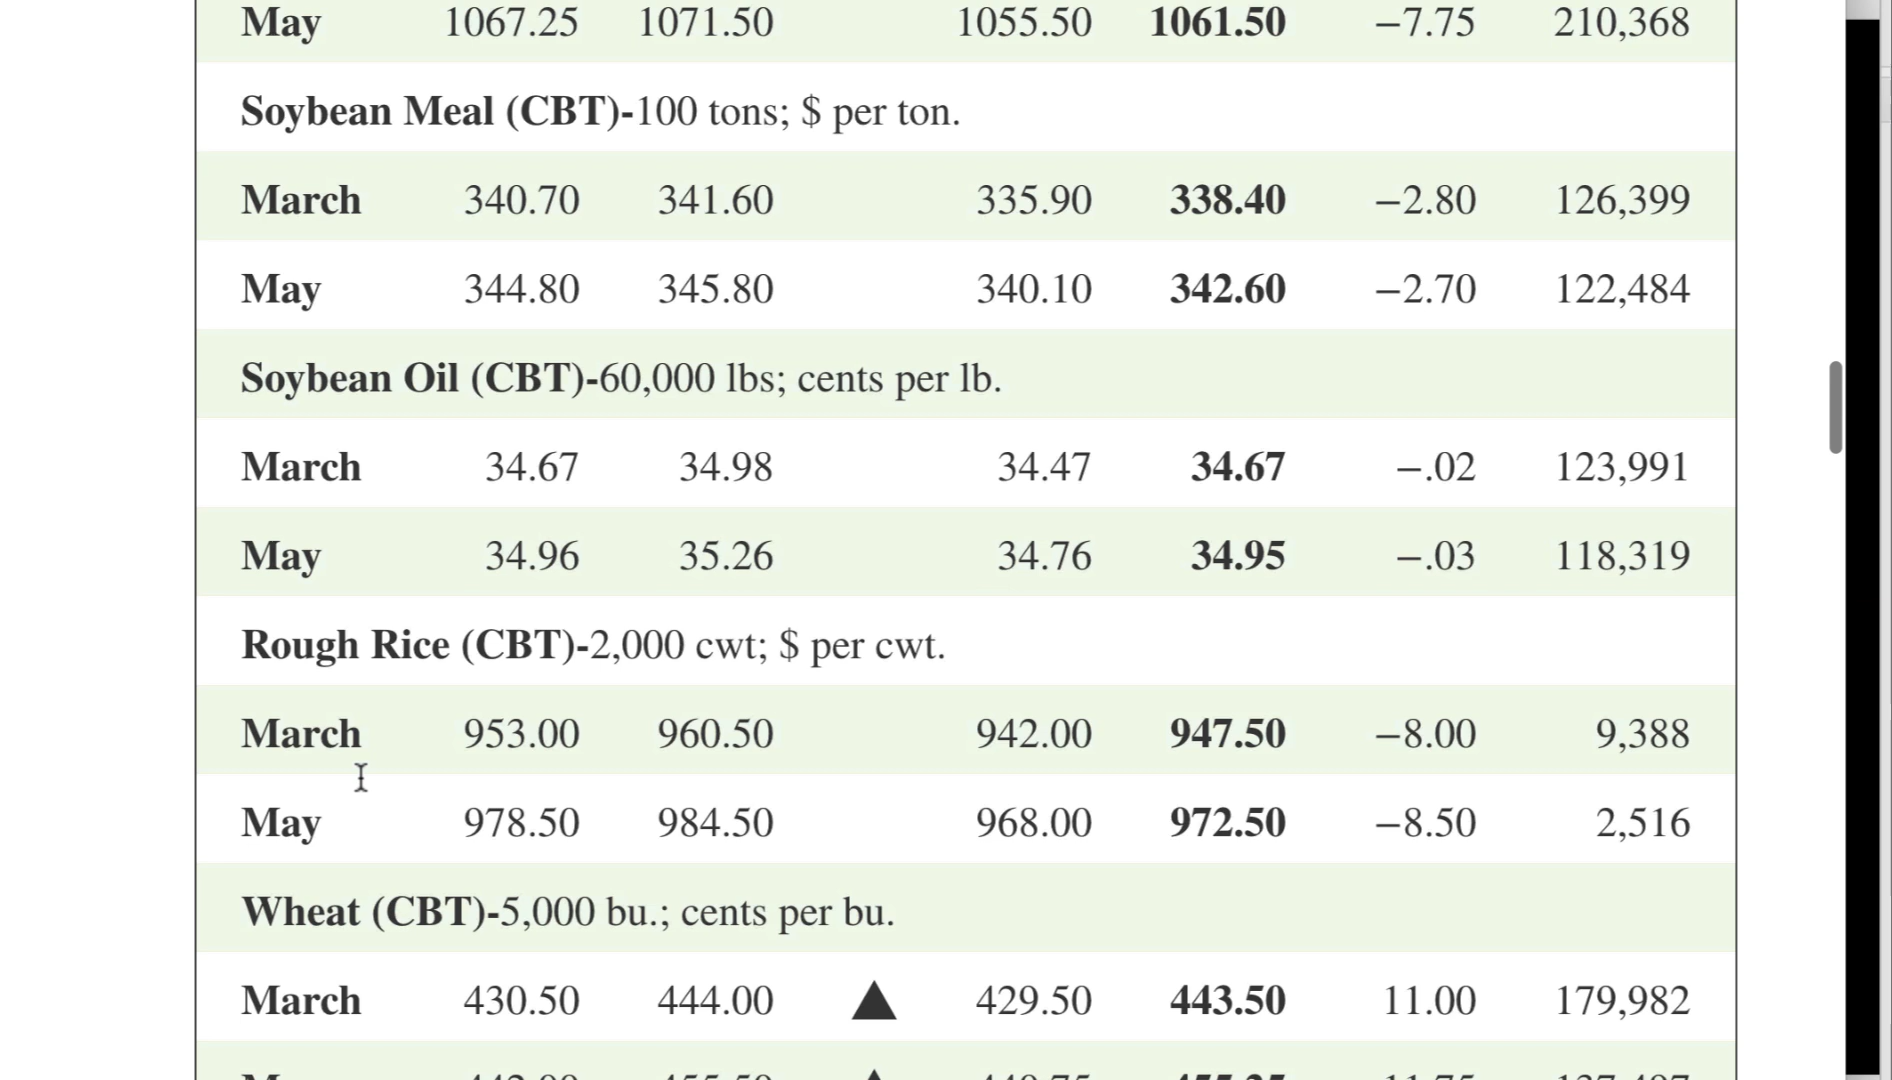 May 1067.25 1071.50 1055.50 1061.50 −7.75 210,368
Soybean Meal (CBT)-100 tons; $ per ton.
March 340.70 341.60 335.90 338.40 −2.80 126,399
May 344.80 345.80 340.10 342.60 −2.70 122,484
Soybean Oil (CBT)-60,000 lbs; cents per lb.
March 34.67 34.98 34.47 34.67 −.02 123,991
May 34.96 35.26 34.76 34.95 −.03 118,319
Rough Rice (CBT)-2,000 cwt; $ per cwt.
March 953.00 960.50 942.00 947.50 −8.00 9,388
May 978.50 984.50 968.00 972.50 −8.50 2,516
Wheat (CBT)-5,000 bu.; cents per bu.
March 430.50 444.00 ▲ 429.50 443.50 11.00 179,982